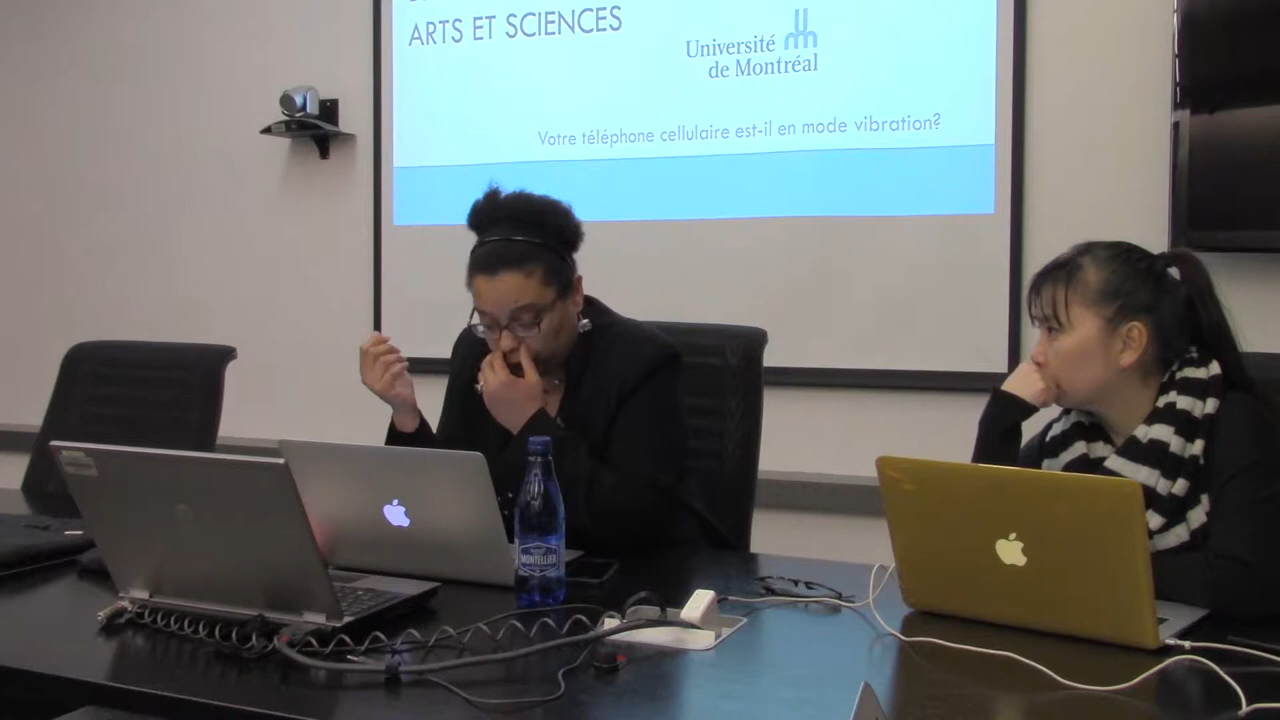 ARTS ET SCIENCES
Université
de Montréal
Votre téléphone cellulaire est-il en mode vibration?
MONTELLIER